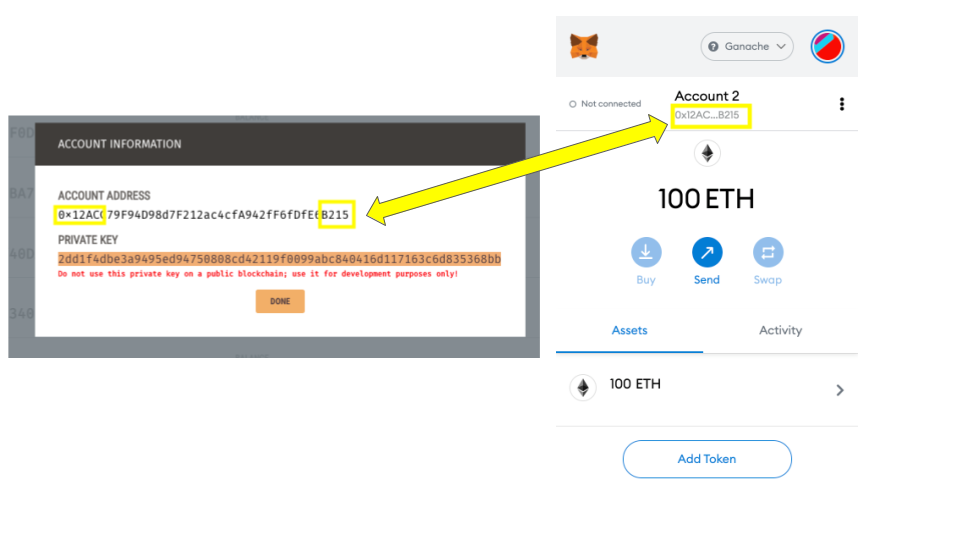 ACCOUNT INFORMATION
ACCOUNT ADDRESS
0×12AC079F94D98d7F212ac4cfA942fF6fDfE6B215
PRIVATE KEY
2dd1f4dbe3a9495ed94750808cd42119f0099abc840416d117163c6d835368bb
Do not use this private key on a public blockchain; use it for development purposes only!
DONE
Ganache
Not connected
Account 2
0x12AC...B215
100 ETH
Buy
Send
Swap
Assets
Activity
100 ETH
Add Token